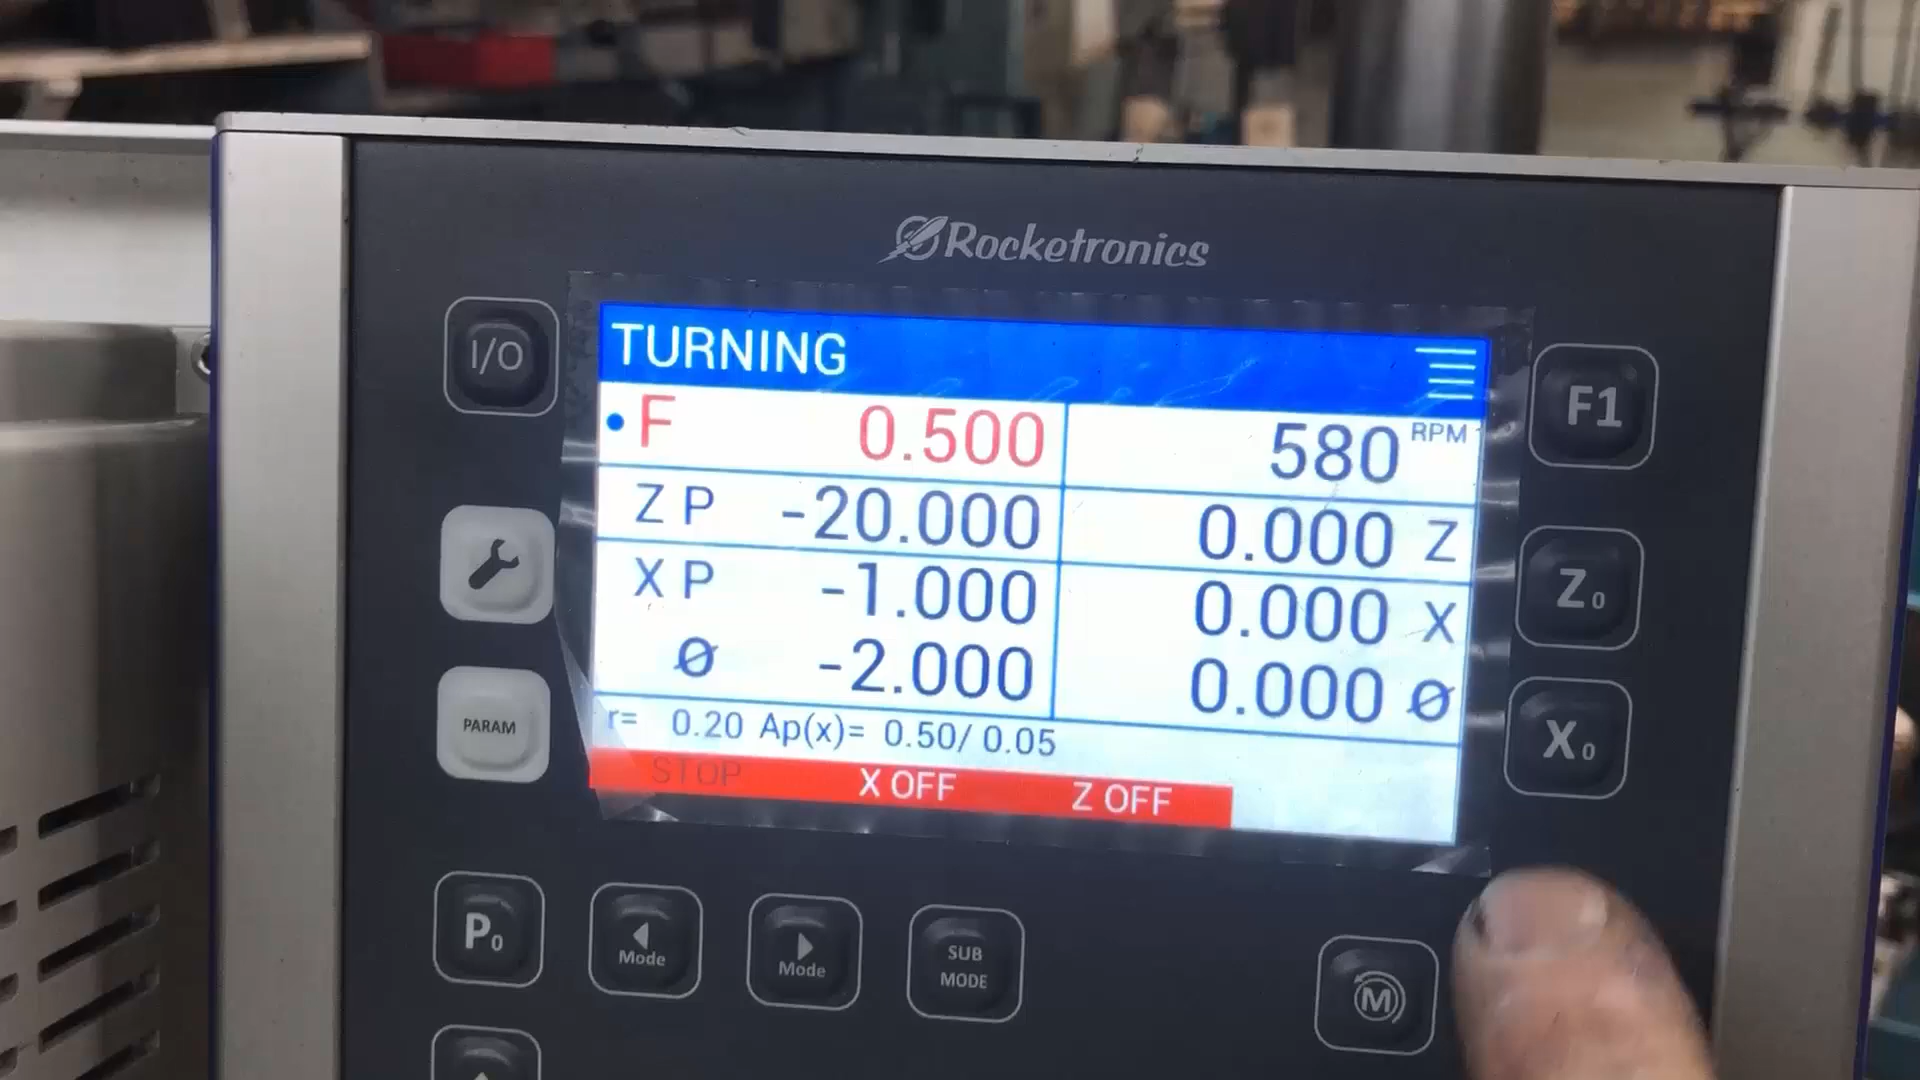 Rocketronics
I/O
TURNING
F1
F 0.500 580 RPM
Z P -20.000 0.000 Z
Z0
X P -1.000 0.000 X
Ø -2.000 0.000 Ø
PARAM
r= 0.20 Ap(x)= 0.50/ 0.05
X0
STOP X OFF Z OFF
P0
Mode
Mode
SUB
MODE
M